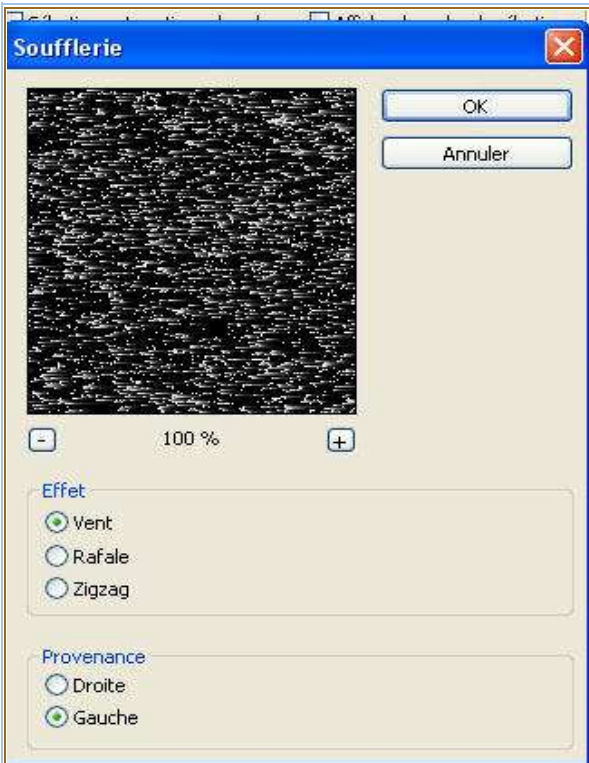 Soufflerie
OK
Annuler
-
100 %
+
Effet
Vent
Rafale
Zigzag
Provenance
Droite
Gauche